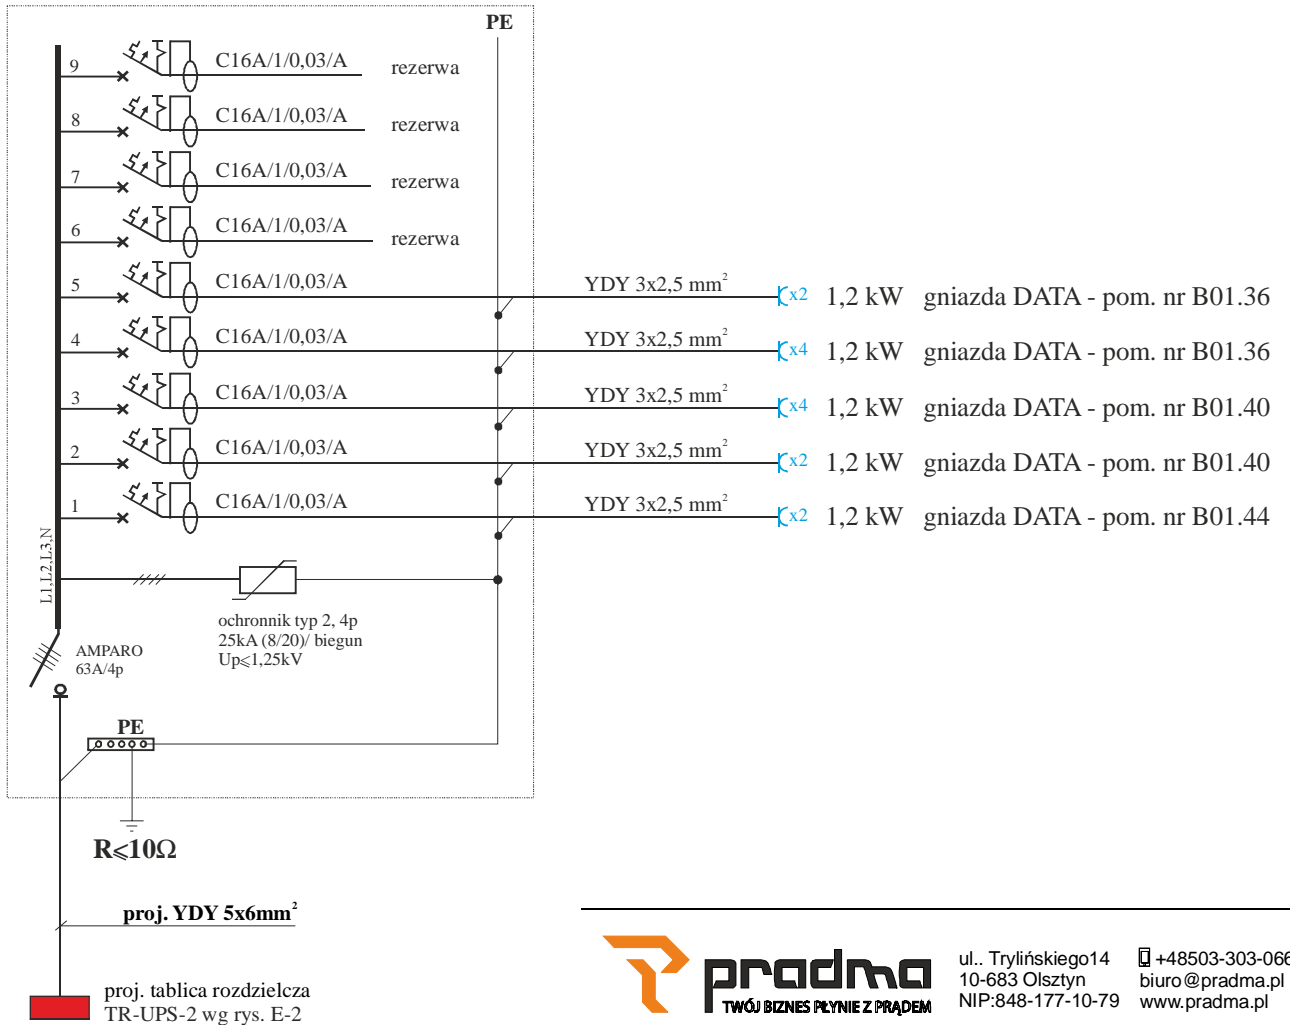 PE
9 C16A/1/0,03/A rezerwa
8 C16A/1/0,03/A rezerwa
7 C16A/1/0,03/A rezerwa
6 C16A/1/0,03/A rezerwa
5 C16A/1/0,03/A YDY 3x2,5 mm² x2 1,2 kW gniazda DATA - pom. nr B01.36
4 C16A/1/0,03/A YDY 3x2,5 mm² x4 1,2 kW gniazda DATA - pom. nr B01.36
3 C16A/1/0,03/A YDY 3x2,5 mm² x4 1,2 kW gniazda DATA - pom. nr B01.40
2 C16A/1/0,03/A YDY 3x2,5 mm² x2 1,2 kW gniazda DATA - pom. nr B01.40
1 C16A/1/0,03/A YDY 3x2,5 mm² x2 1,2 kW gniazda DATA - pom. nr B01.44
L1,L2,L3,N
ochronnik typ 2, 4p
25kA (8/20)/ biegun
Up⩽1,25kV
AMPARO
63A/4p
PE
R⩽10Ω
proj. YDY 5x6mm²
proj. tablica rozdzielcza
TR-UPS-2 wg rys. E-2
pradma
TWÓJ BIZNES PŁYNIE Z PRĄDEM
ul.. Trylińskiego14
10-683 Olsztyn
NIP:848-177-10-79
+48503-303-066
biuro@pradma.pl
www.pradma.pl